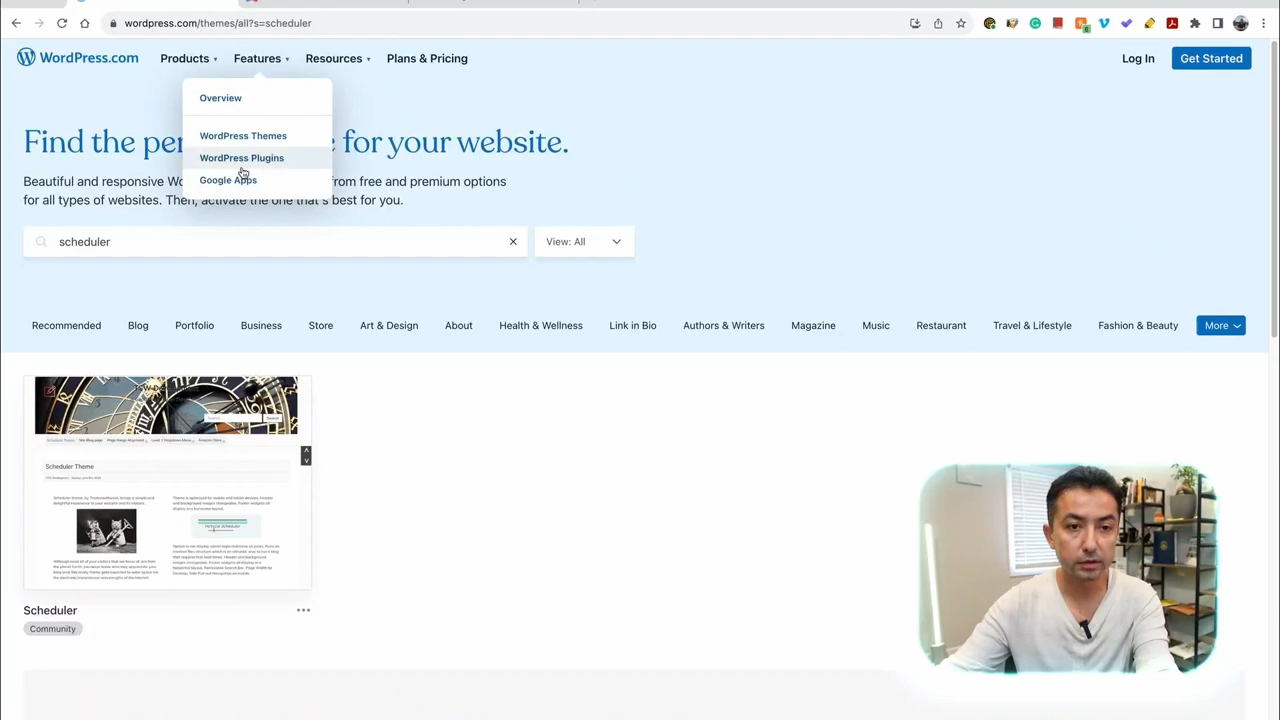 wordpress.com/themes/all?s=scheduler
6
WordPress.com
Products
Features
Resources
Plans & Pricing
Log In
Get Started
Overview
WordPress Themes
WordPress Plugins
Google Apps
Find the pe
for your website.
Beautiful and responsive Wo
from free and premium options
for all types of websites. Then, activate the one that's best for you.
scheduler
View: All
Recommended
Blog
Portfolio
Business
Store
Art & Design
About
Health & Wellness
Link in Bio
Authors & Writers
Magazine
Music
Restaurant
Travel & Lifestyle
Fashion & Beauty
More
Search
Scheduler Theme
Scheduler
Community